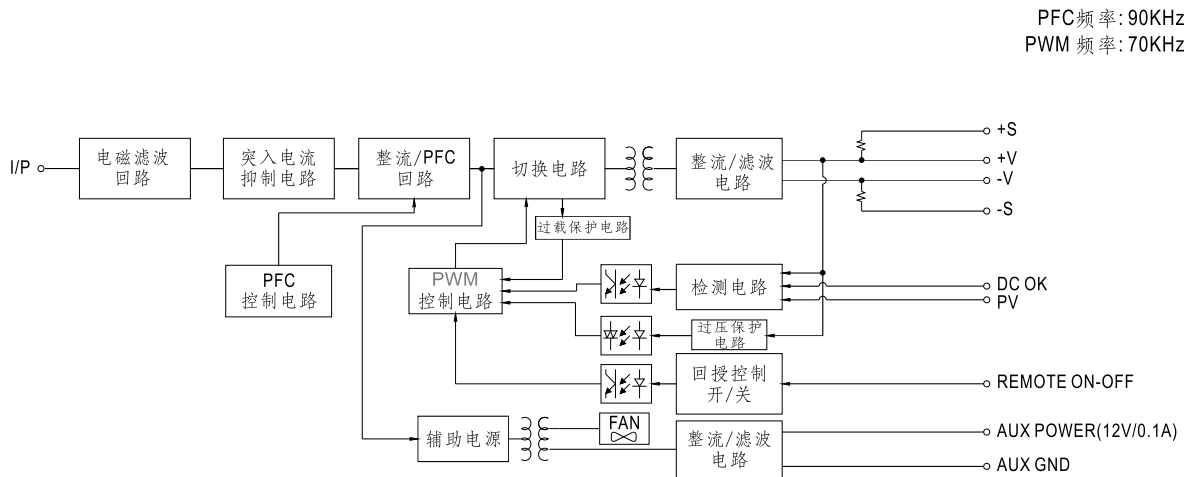 PFC频率: 90KHz
PWM 频率: 70KHz
I/P
电磁滤波
回路
突入电流
抑制电路
整流/PFC
回路
切换电路
整流/滤波
电路
+S
+V
-V
-S
过载保护电路
PFC
控制电路
PWM
控制电路
检测电路
DC OK
PV
过压保护
电路
回授控制
开/关
REMOTE ON-OFF
辅助电源
FAN
整流/滤波
电路
AUX POWER(12V/0.1A)
AUX GND